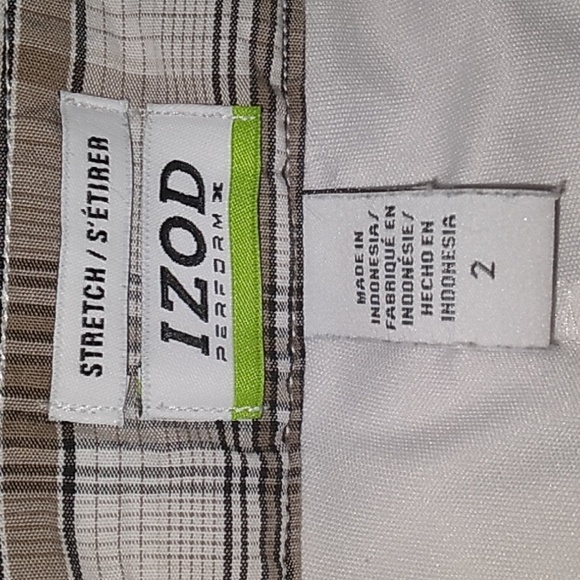 STRETCH / S'ÉTIRER
IZOD
PERFORM X
MADE IN
INDONESIA/
FABRIQUÉ EN
INDONÉSIE/
HECHO EN
INDONESIA
2